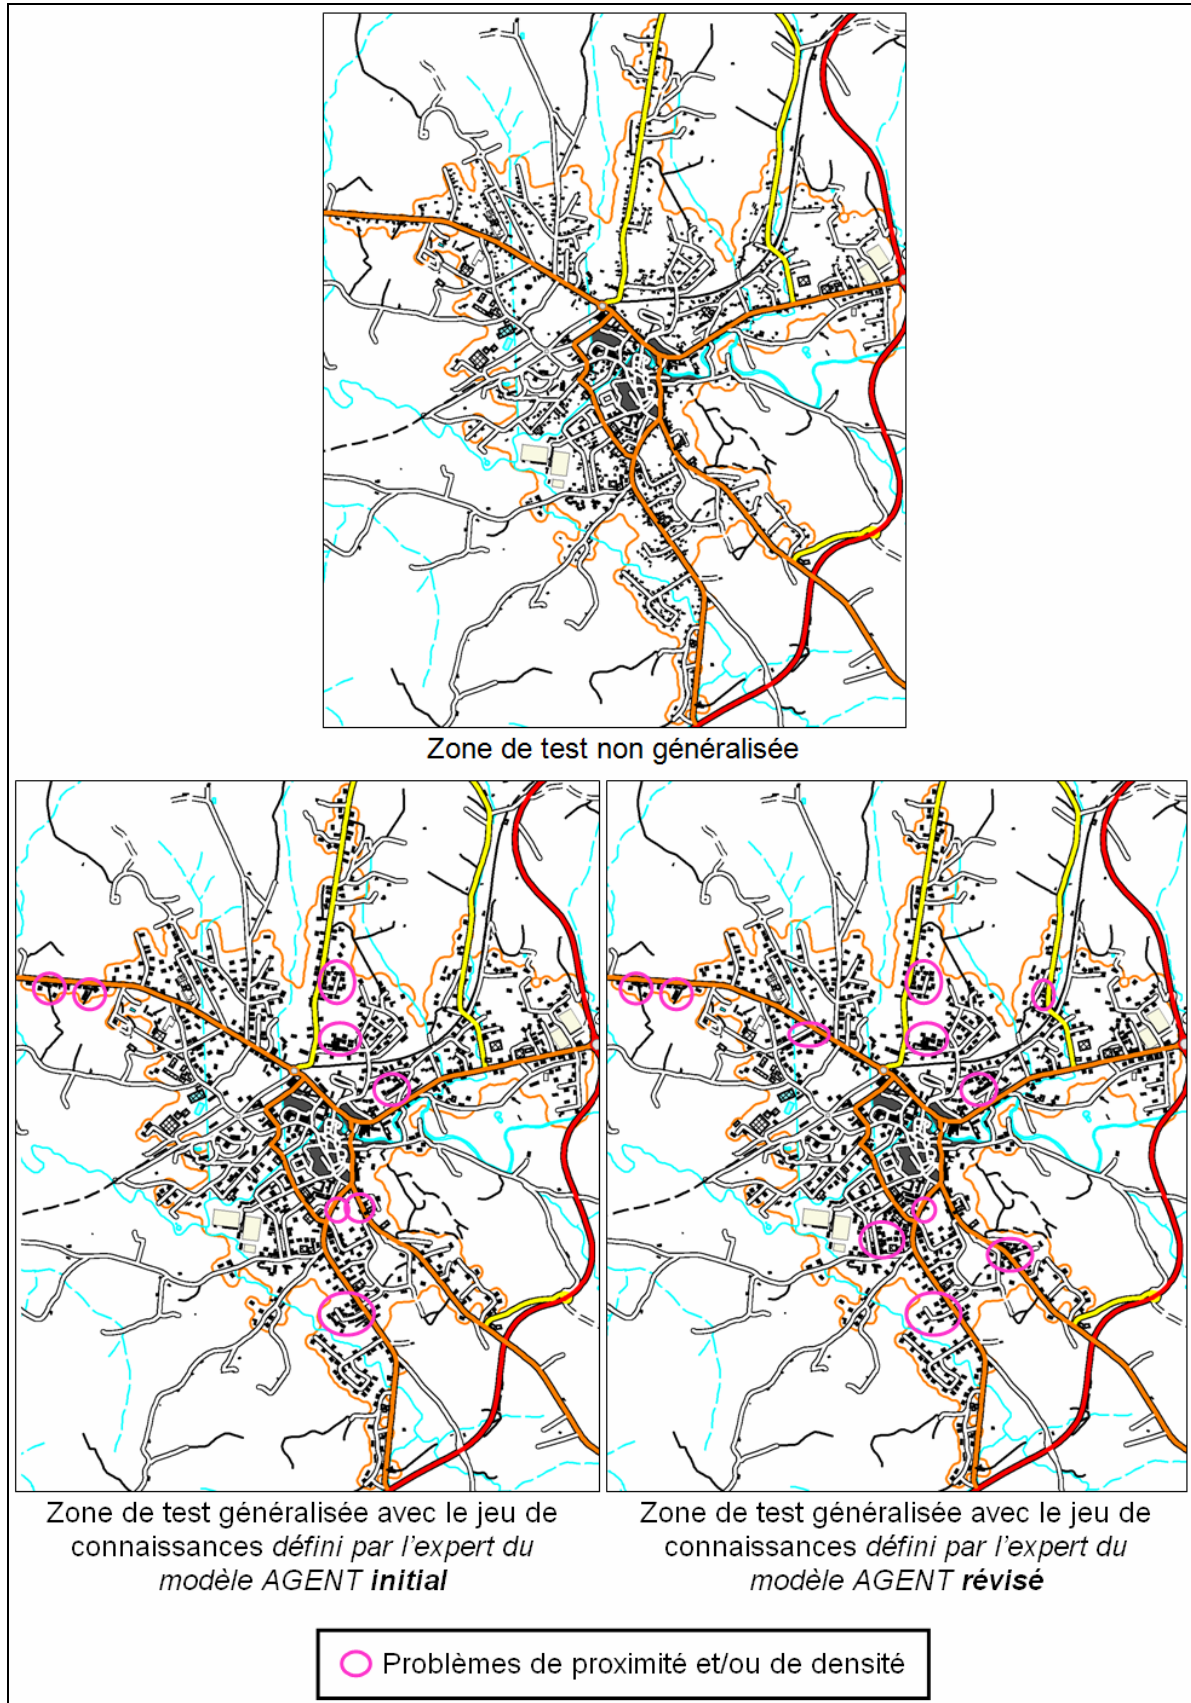 Zone de test non généralisée
Zone de test généralisée avec le jeu de
connaissances défini par l'expert du
modèle AGENT initial
Zone de test généralisée avec le jeu de
connaissances défini par l'expert du
modèle AGENT révisé
Problèmes de proximité et/ou de densité